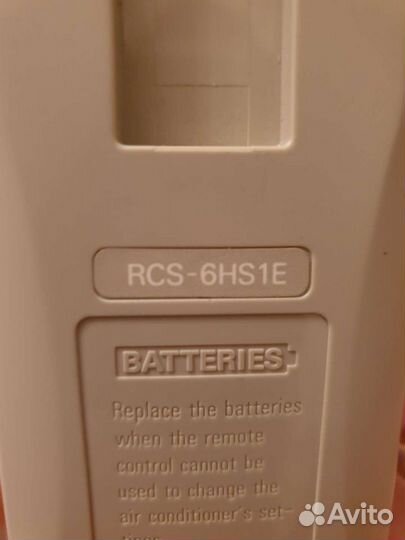 RCS-6HS1E
BATTERIES
Replace the batteries
when the remote
control cannot be
used to change the
air conditioner's set-
tings
Avito